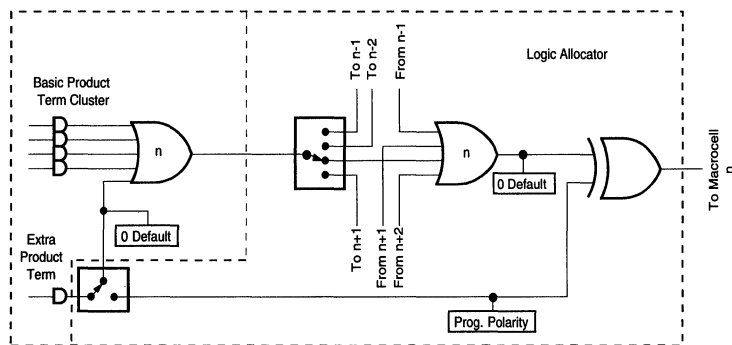 Basic Product
Term Cluster
n
0 Default
Extra
Product
Term
To n-1
To n-2
From n-1
To n+1
From n+1
From n+2
n
0 Default
Logic Allocator
Prog. Polarity
To Macrocell
n